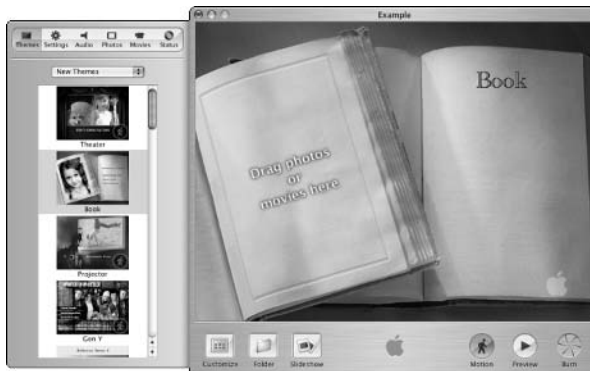 Example
Themes Settings Audio Photos Movies Status
New Themes
Theater
Book
Projector
Gen Y
Book
Drag photos
or
movies here
Customize Folder Slideshow Motion Preview Burn